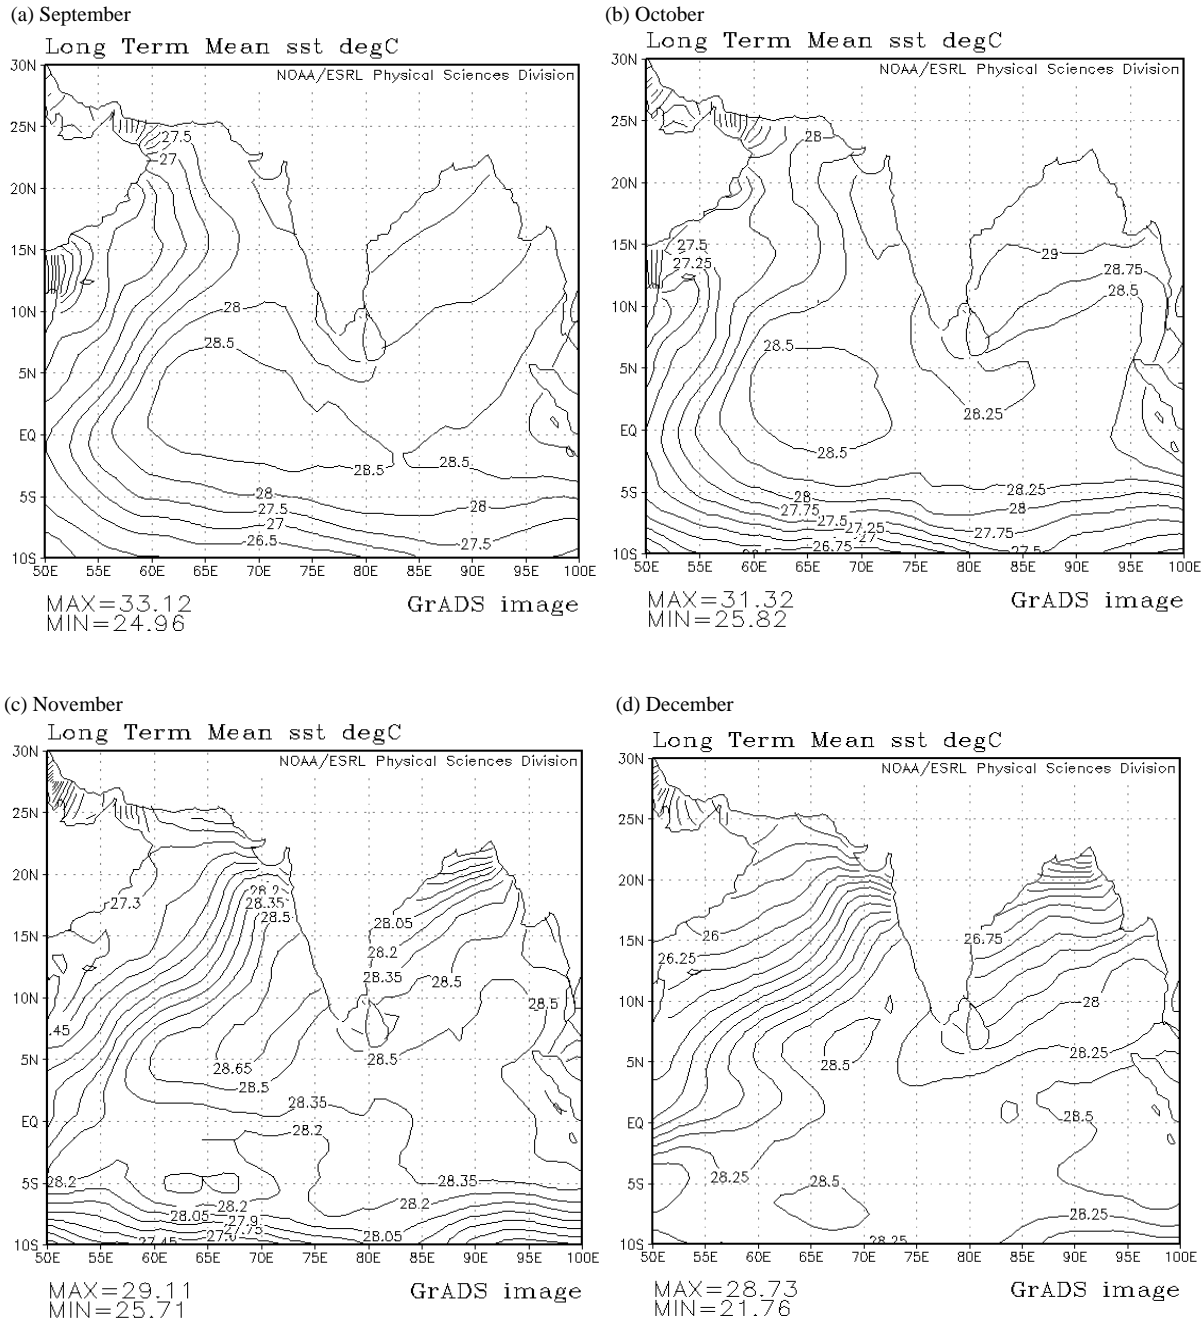 (a) September
Long Term Mean sst degC
NOAA/ESRL Physical Sciences Division
30N
25N
20N
15N
10N
5N
EQ
5S
10S
27.5
27
28
28.5
28.5
28.5
28
28
27.5
27
26.5
27.5
50E 55E 60E 65E 70E 75E 80E 85E 90E 95E 100E
MAX=33.12
MIN=24.96
GrADS image
(b) October
Long Term Mean sst degC
NOAA/ESRL Physical Sciences Division
30N
25N
20N
15N
10N
5N
EQ
5S
10S
28
27.5
27.25
29
28.75
28.5
28.5
28.25
28.5
28.25
28
28
27.75
27.5
27.25
27
27.75
26.75
27.5
50E 55E 60E 65E 70E 75E 80E 85E 90E 95E 100E
MAX=31.32
MIN=25.82
GrADS image
(c) November
Long Term Mean sst degC
NOAA/ESRL Physical Sciences Division
30N
25N
20N
15N
10N
5N
EQ
5S
10S
28.2
27.3
28.35
28.5
28.05
28.2
28.35
28.5
28.5
.45
28.5
28.65
28.5
28.35
28.2
28.2
28.35
28.2
28.2
28.05
27.9
27.75
28.05
27.45
50E 55E 60E 65E 70E 75E 80E 85E 90E 95E 100E
MAX=29.11
MIN=25.71
GrADS image
(d) December
Long Term Mean sst degC
NOAA/ESRL Physical Sciences Division
30N
25N
20N
15N
10N
5N
EQ
5S
10S
26
26.75
26.25
28
28.25
28.5
28.5
28.25
28.5
28.25
28.25
50E 55E 60E 65E 70E 75E 80E 85E 90E 95E 100E
MAX=28.73
MIN=21.76
GrADS image